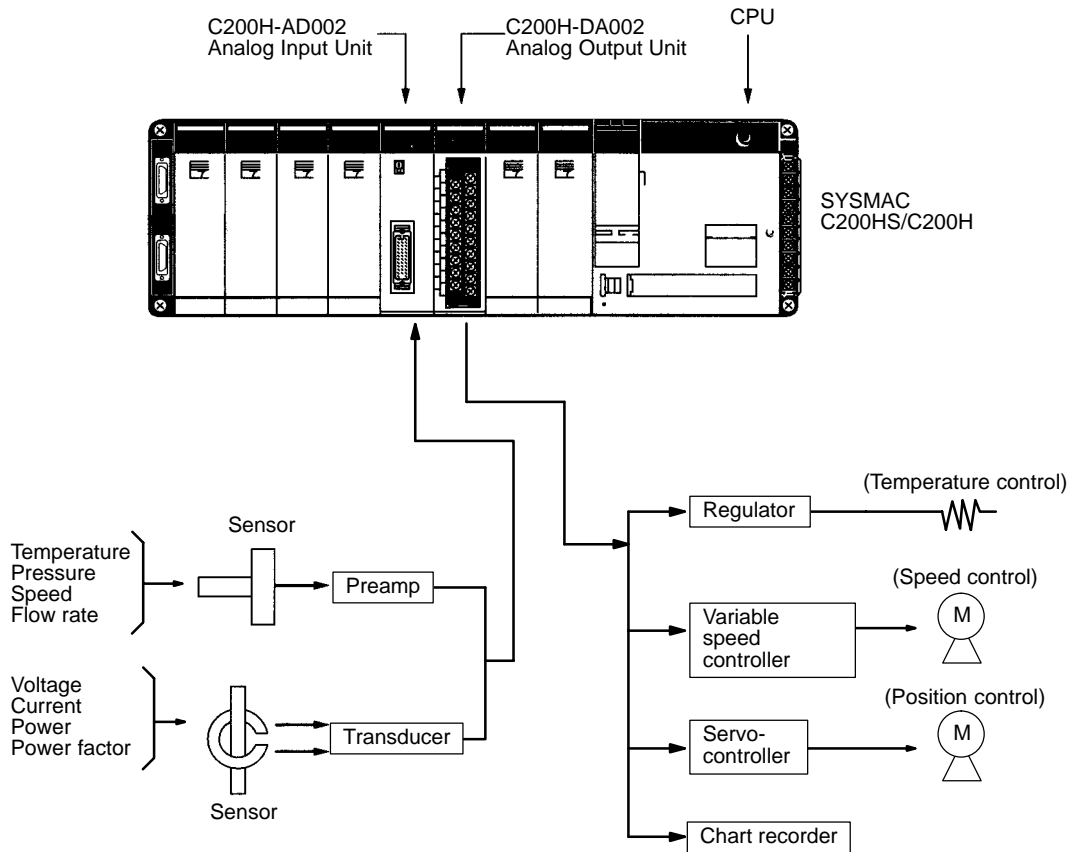 C200H-AD002
Analog Input Unit
C200H-DA002
Analog Output Unit
CPU
SYSMAC
C200HS/C200H
(Temperature control)
Regulator
Sensor
Temperature
Pressure
Speed
Flow rate
Preamp
(Speed control)
Variable
speed
controller
M
Voltage
Current
Power
Power factor
Transducer
Sensor
(Position control)
Servo-
controller
M
Chart recorder